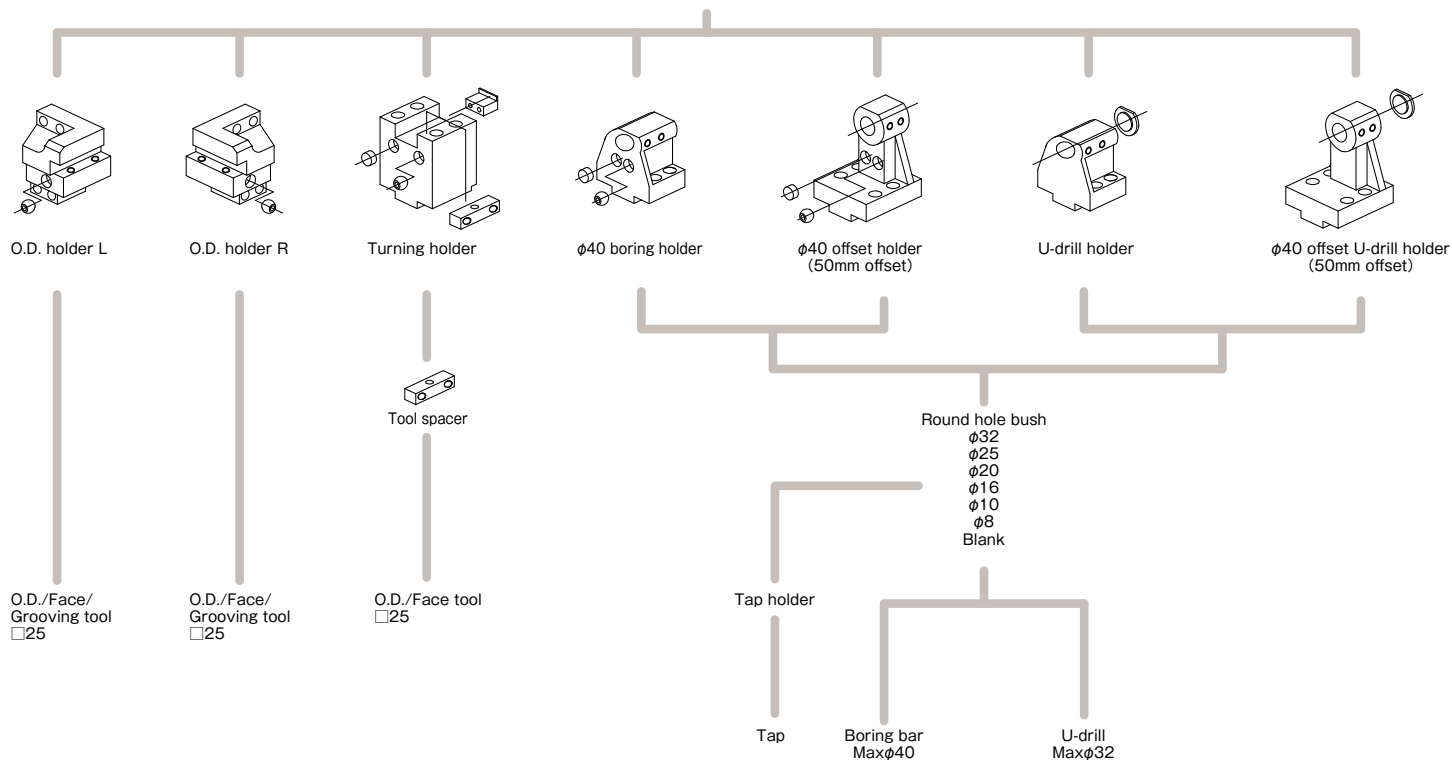 O.D. holder L
O.D. holder R
Turning holder
φ40 boring holder
φ40 offset holder
(50mm offset)
U-drill holder
φ40 offset U-drill holder
(50mm offset)
Tool spacer
Round hole bush
φ32
φ25
φ20
φ16
φ10
φ8
Blank
O.D./Face/
Grooving tool
□25
O.D./Face/
Grooving tool
□25
O.D./Face tool
□25
Tap holder
Tap
Boring bar
Maxφ40
U-drill
Maxφ32